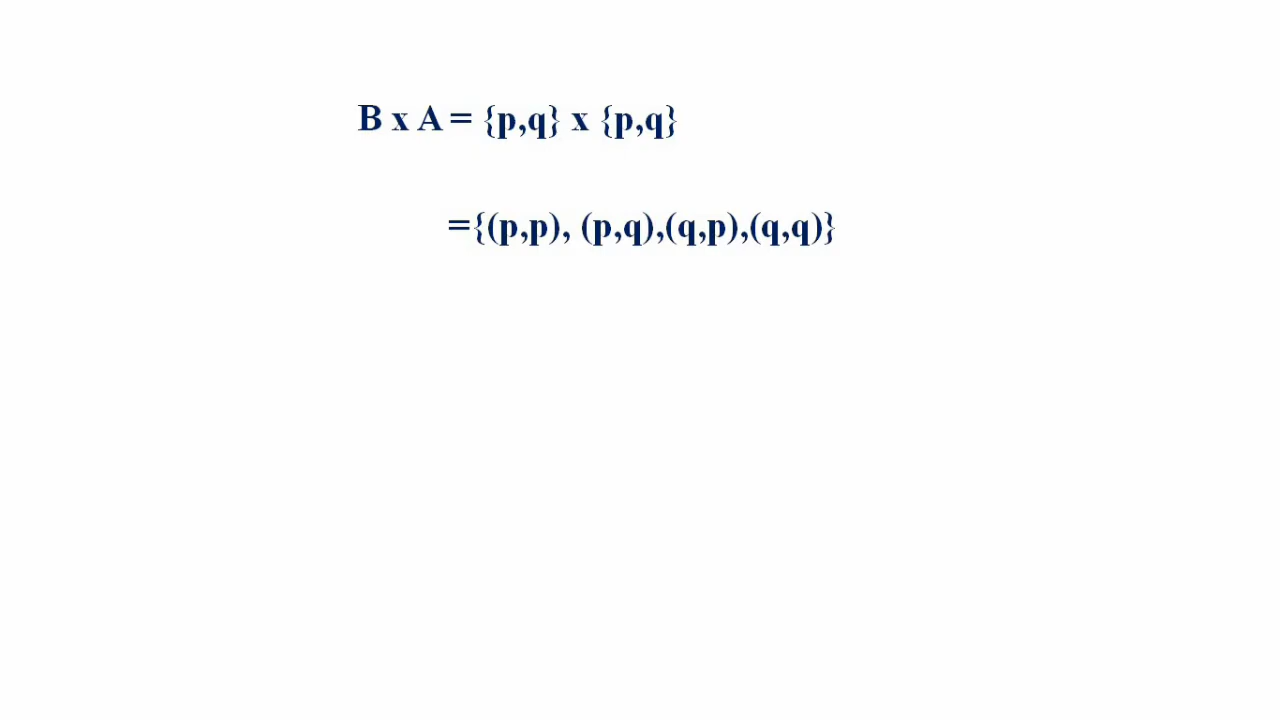 B x A = {p,q} x {p,q}
={(p,p), (p,q),(q,p),(q,q)}